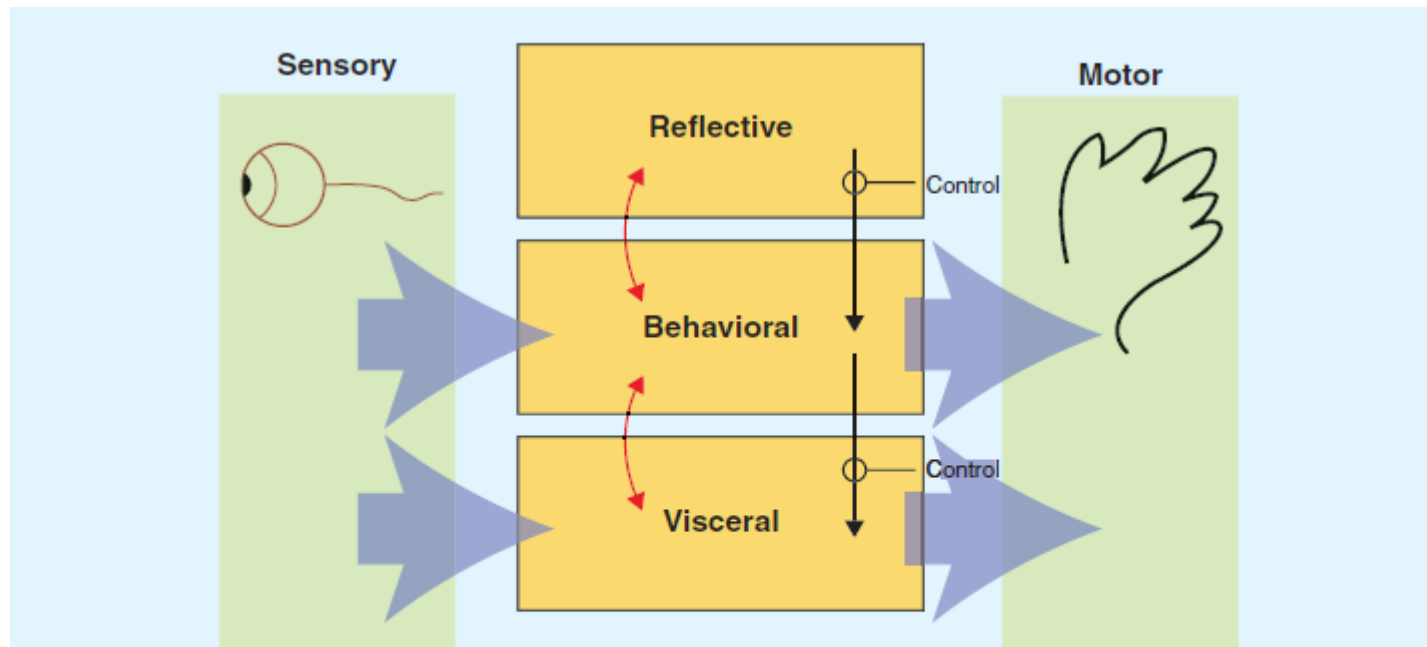 Sensory
Motor
Reflective
Control
Behavioral
Control
Visceral